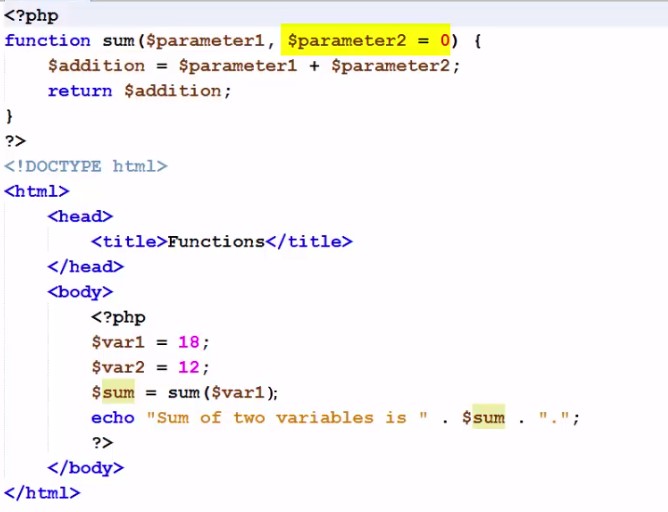 <?php
function sum($parameter1, $parameter2 = 0) {
    $addition = $parameter1 + $parameter2;
    return $addition;
}
?>
<!DOCTYPE html>
<html>
    <head>
        <title>Functions</title>
    </head>
    <body>
        <?php
        $var1 = 18;
        $var2 = 12;
        $sum = sum($var1);
        echo "Sum of two variables is " . $sum . ".";
        ?>
    </body>
</html>